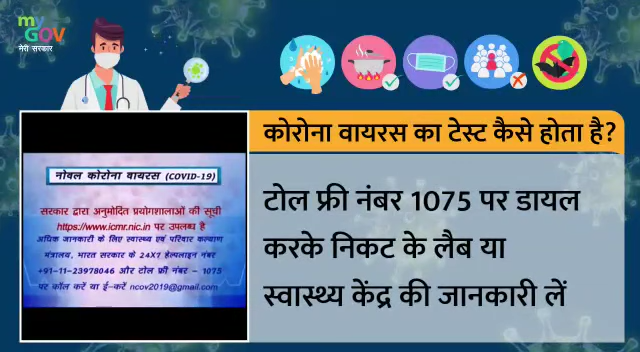 my
GOV
मेरी सरकार
कोरोना वायरस का टेस्ट कैसे होता है?
नोवल कोरोना वायरस (COVID-19)
सरकार द्वारा अनुमोदित प्रयोगशालाओं की सूची
https://www.icmr.nic.in पर उपलब्ध है
अधिक जानकारी के लिए स्वास्थ्य एवं परिवार कल्याण
मंत्रालय, भारत सरकार के 24X7 हेल्पलाइन नंबर
+91-11-23978046 और टोल फ्री नंबर - 1075
पर कॉल करें या ई-करें ncov2019@gmail.com
टोल फ्री नंबर 1075 पर डायल
करके निकट के लैब या
स्वास्थ्य केंद्र की जानकारी लें